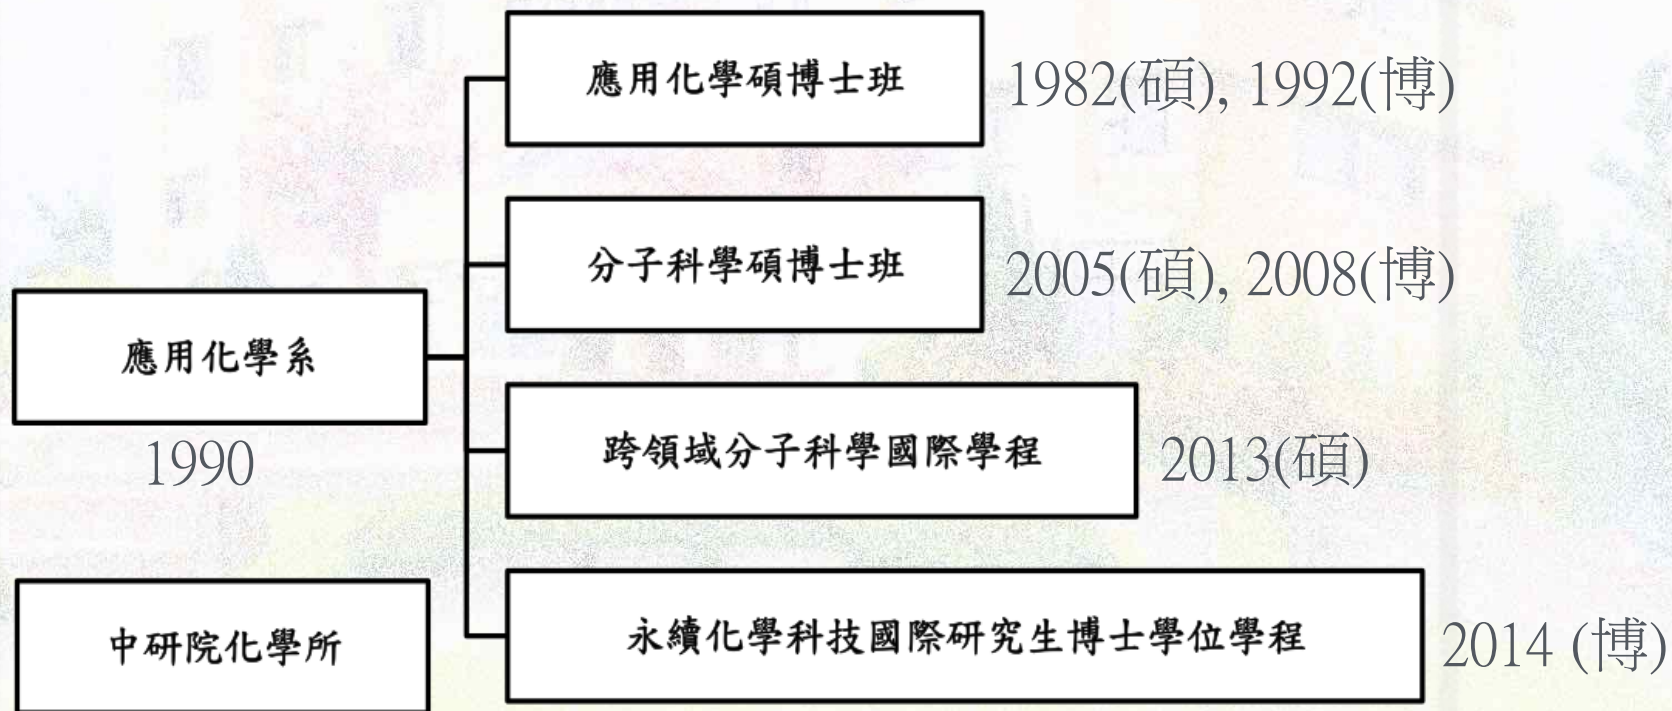 應用化學碩博士班
1982(碩), 1992(博)
分子科學碩博士班
2005(碩), 2008(博)
應用化學系
1990
跨領域分子科學國際學程
2013(碩)
中研院化學所
永續化學科技國際研究生博士學位學程
2014 (博)